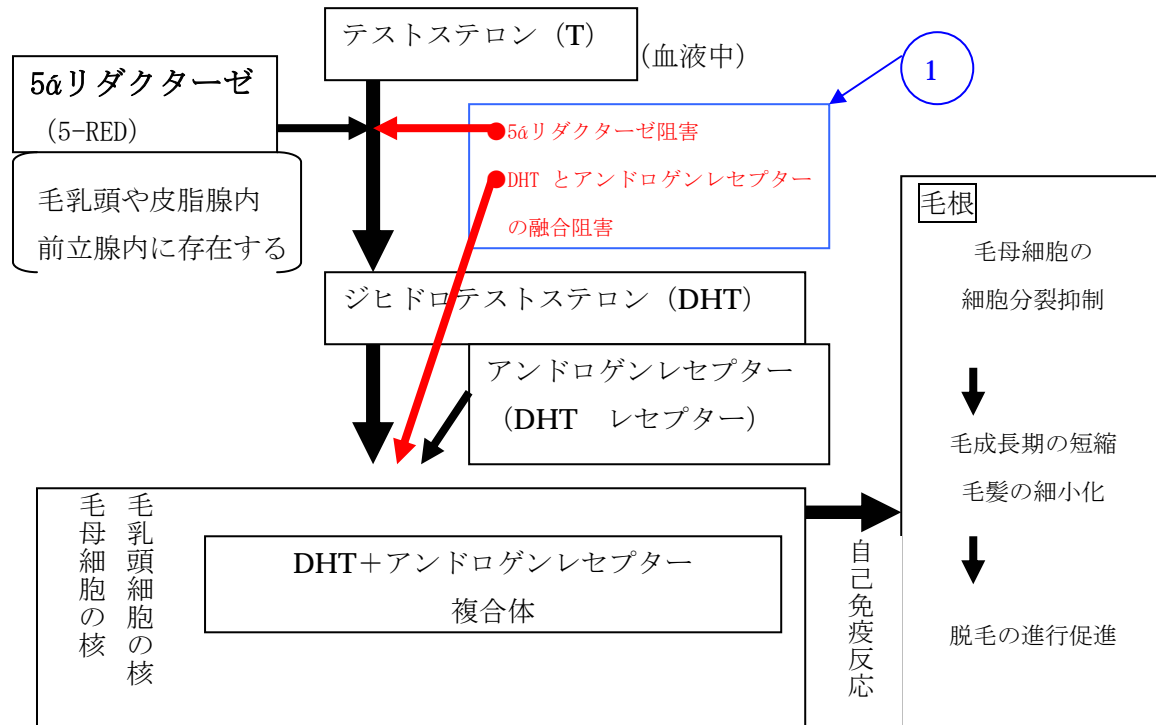 テストステロン（T）
(血液中)
1
5άリダクターゼ
（5-RED）
毛乳頭や皮脂腺内
前立腺内に存在する
5άリダクターゼ阻害
DHT とアンドロゲンレセプター
の融合阻害
ジヒドロテストステロン（DHT）
アンドロゲンレセプター
（DHT　レセプター）
毛乳頭細胞の核
毛母細胞の核
DHT＋アンドロゲンレセプター
複合体
自己免疫反応
毛根
毛母細胞の
細胞分裂抑制
毛成長期の短縮
毛髪の細小化
脱毛の進行促進